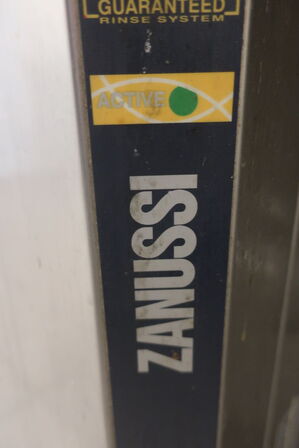 GUARANTEED
RINSE SYSTEM
ACTIVE
ZANUSSI